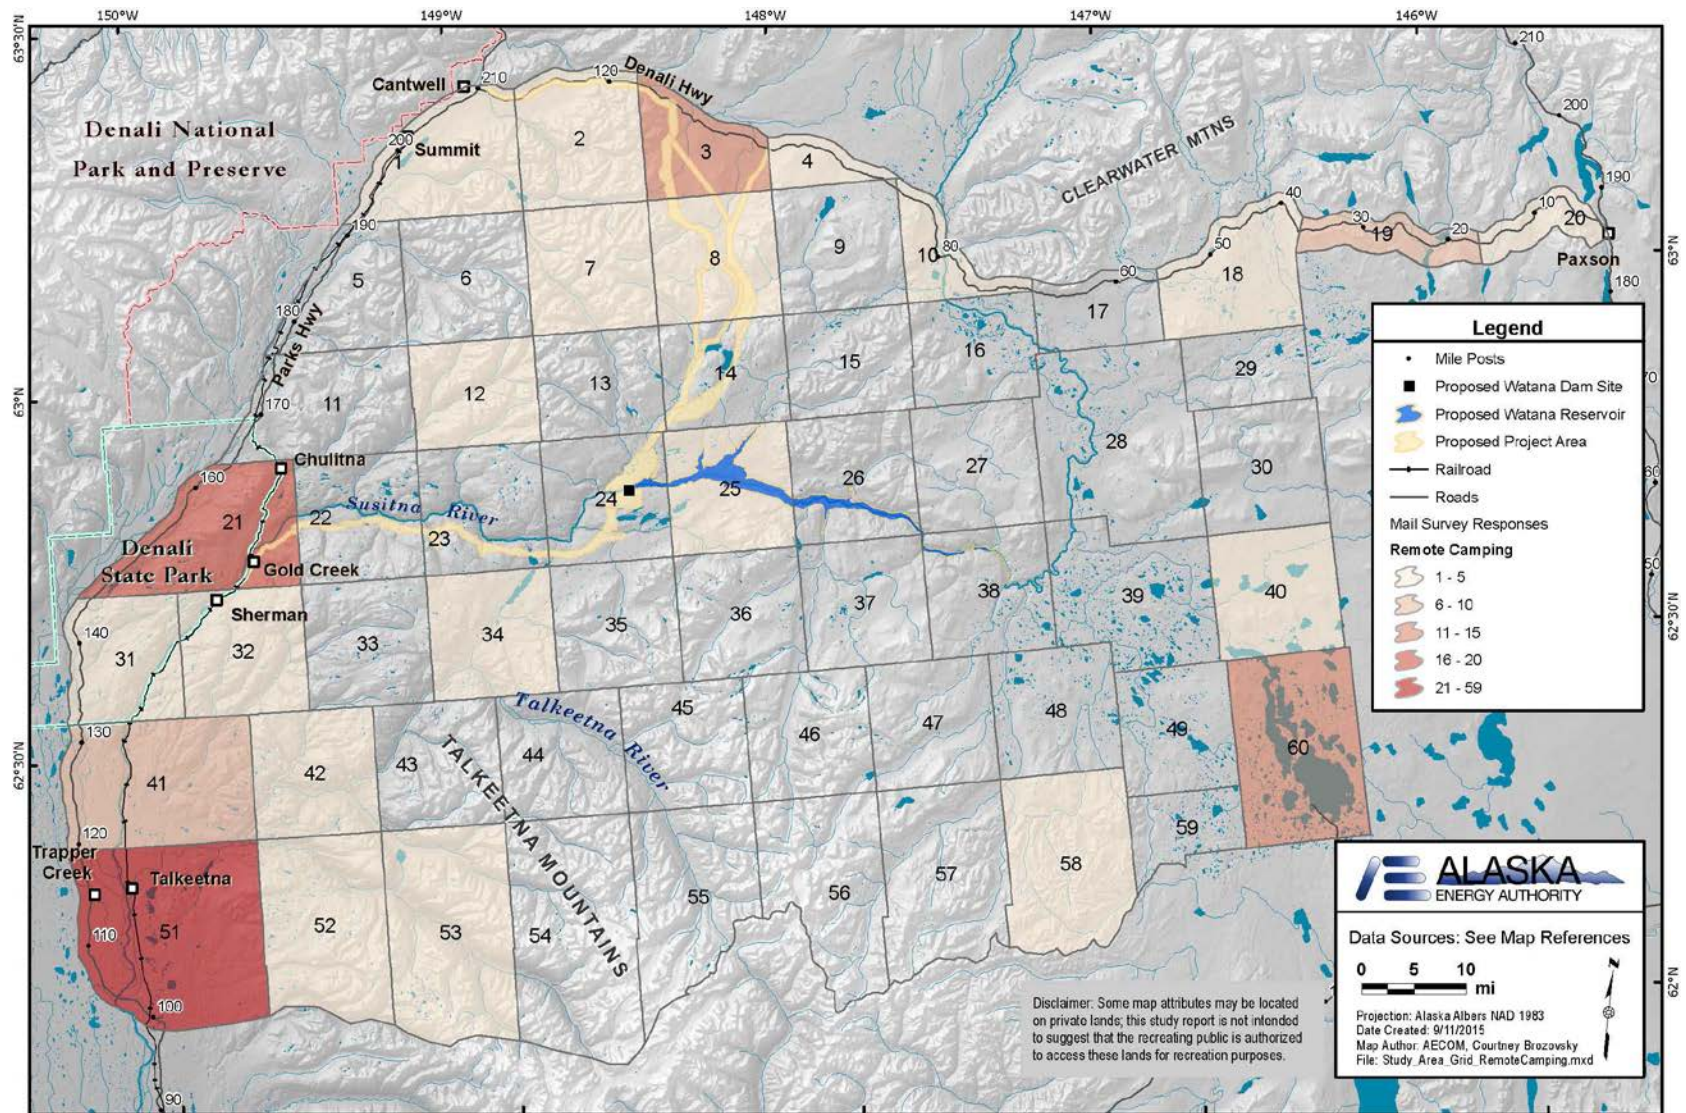 150°W
149°W
148°W
147°W
146°W
63°30'N
63°N
62°30'N
63°N
62°30'N
62°N
Cantwell
210
120
Denali Hwy
210
Denali National
Park and Preserve
200
Summit
2
3
4
CLEARWATER MTNS
200
190
190
5
6
7
8
9
10
80
60
50
40
30
19
20
10
20
Paxson
180
18
17
180
Parks Hwy
170
11
12
13
14
15
16
29
28
30
Chulitna
160
21
22
Susitna River
23
24
25
26
27
Denali
State Park
Gold Creek
Sherman
140
31
32
33
34
35
36
37
38
39
40
130
41
42
43
44
Talkeetna River
45
46
47
48
49
60
TALKEETNA MOUNTAINS
120
Trapper
Creek
Talkeetna
110
51
52
53
54
55
56
57
58
59
100
90
70
60
50
Legend
Mile Posts
Proposed Watana Dam Site
Proposed Watana Reservoir
Proposed Project Area
Railroad
Roads
Mail Survey Responses
Remote Camping
1 - 5
6 - 10
11 - 15
16 - 20
21 - 59
ALASKA
ENERGY AUTHORITY
Data Sources: See Map References
0 5 10
mi
N
Projection: Alaska Albers NAD 1983
Date Created: 9/11/2015
Map Author: AECOM, Courtney Brozovsky
File: Study_Area_Grid_RemoteCamping.mxd
Disclaimer: Some map attributes may be located
on private lands; this study report is not intended
to suggest that the recreating public is authorized
to access these lands for recreation purposes.